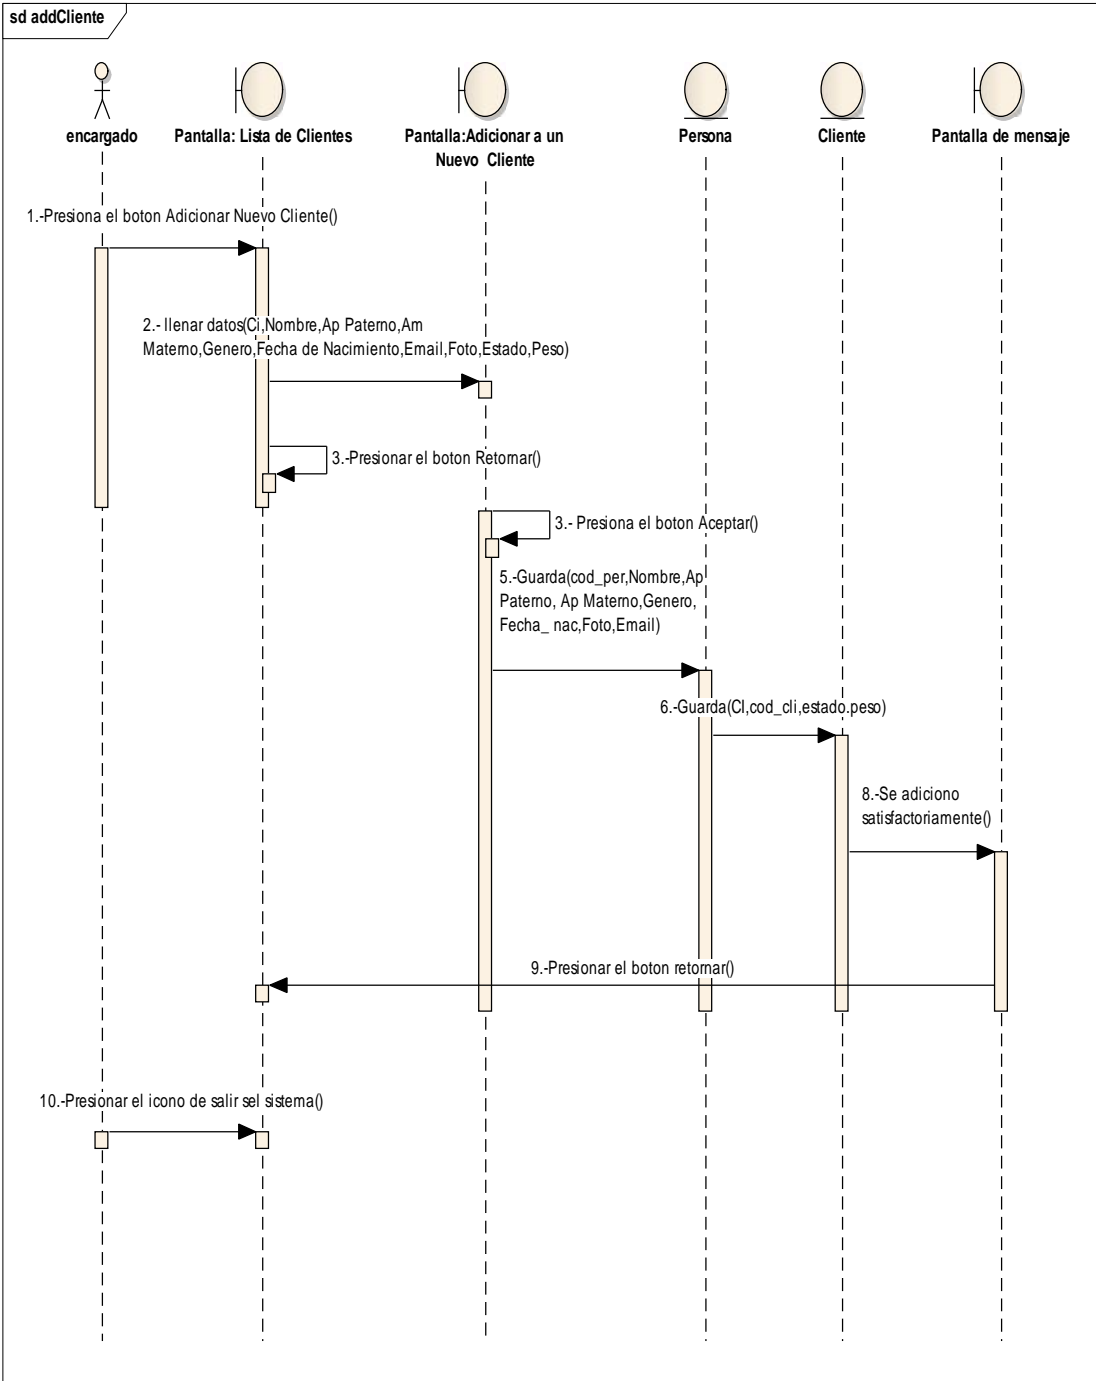 sd addCliente
encargado
Pantalla: Lista de Clientes
Pantalla:Adicionar a un
Nuevo Cliente
Persona
Cliente
Pantalla de mensaje
1.-Presiona el boton Adicionar Nuevo Cliente()
2.- llenar datos(Ci,Nombre,Ap Paterno,Am
Materno,Genero,Fecha de Nacimiento,Email,Foto,Estado,Peso)
3.-Presionar el boton Retornar()
3.- Presiona el boton Aceptar()
5.-Guarda(cod_per,Nombre,Ap
Paterno, Ap Materno,Genero,
Fecha_ nac,Foto,Email)
6.-Guarda(CI,cod_cli,estado.peso)
8.-Se adiciono
satisfactoriamente()
9.-Presionar el boton retornar()
10.-Presionar el icono de salir sel sistema()